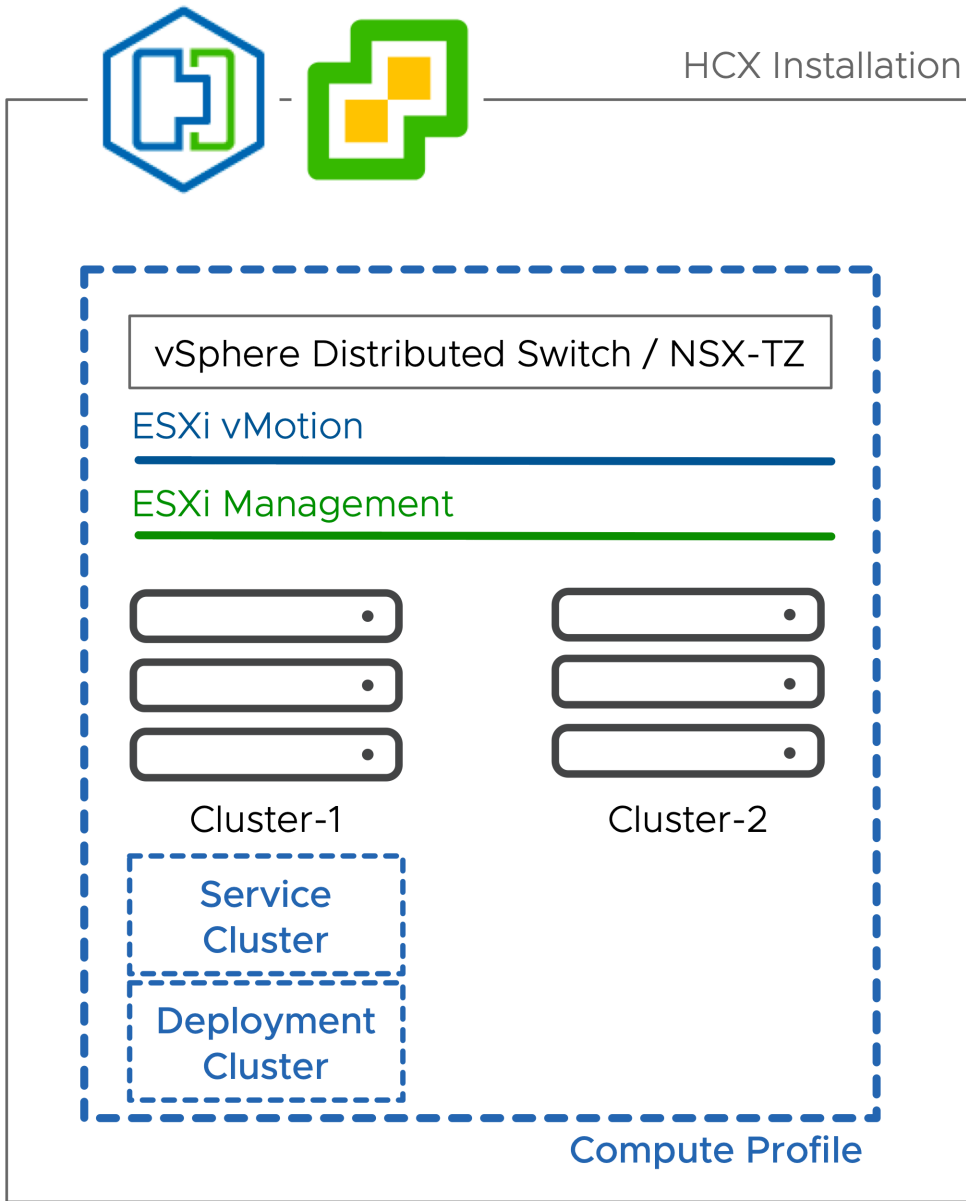 HCX Installation
vSphere Distributed Switch / NSX-TZ
ESXi vMotion
ESXi Management
Cluster-1
Cluster-2
Service
Cluster
Deployment
Cluster
Compute Profile